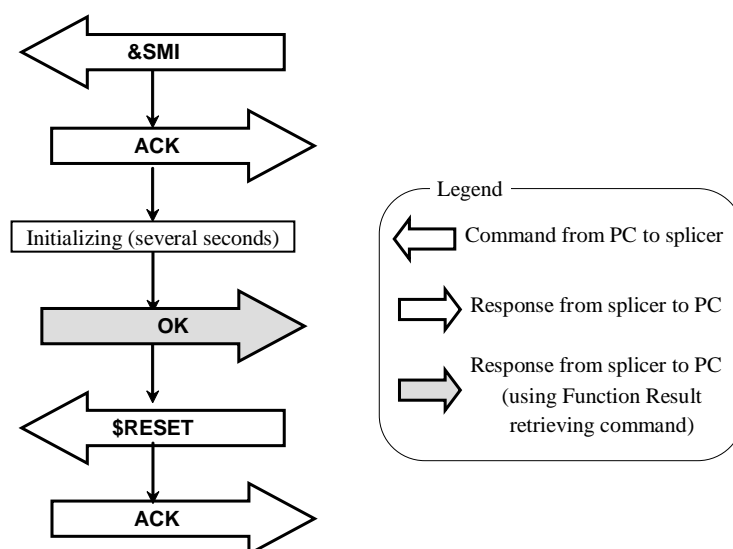 &SMI
ACK
Initializing (several seconds)
OK
$RESET
ACK
Legend
Command from PC to splicer
Response from splicer to PC
Response from splicer to PC
(using Function Result
retrieving command)